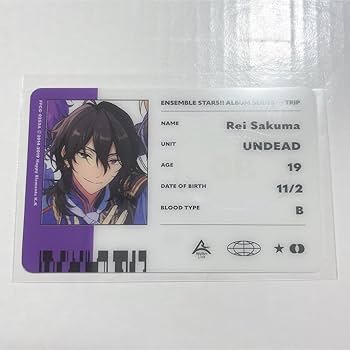 ENSEMBLE STARS!! ALBUM SERIES TRIP
NAME Rei Sakuma
UNIT UNDEAD
AGE 19
DATE OF BIRTH 11/2
BLOOD TYPE B